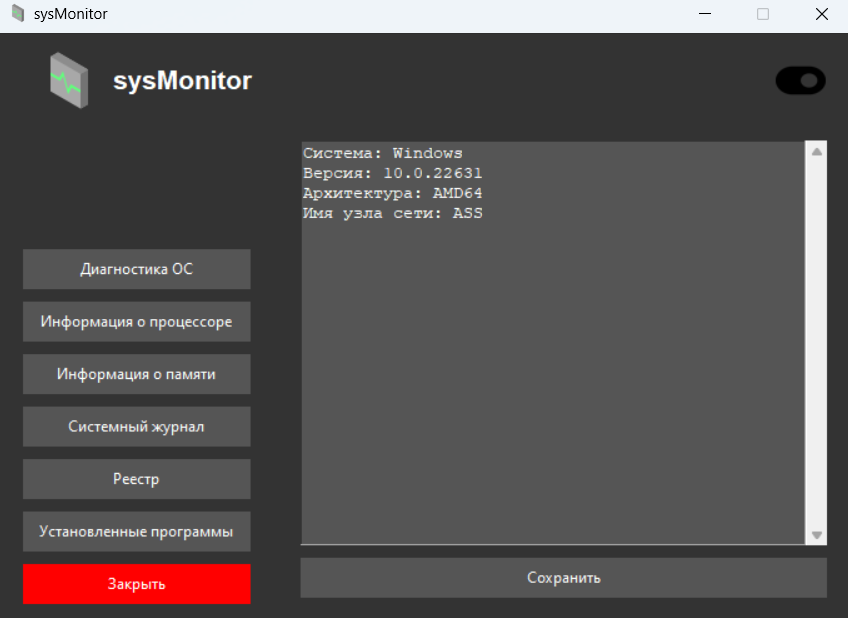 sysMonitor
sysMonitor
Система: Windows
Версия: 10.0.22631
Архитектура: AMD64
Имя узла сети: ASS
Диагностика ОС
Информация о процессоре
Информация о памяти
Системный журнал
Реестр
Установленные программы
Закрыть
Сохранить